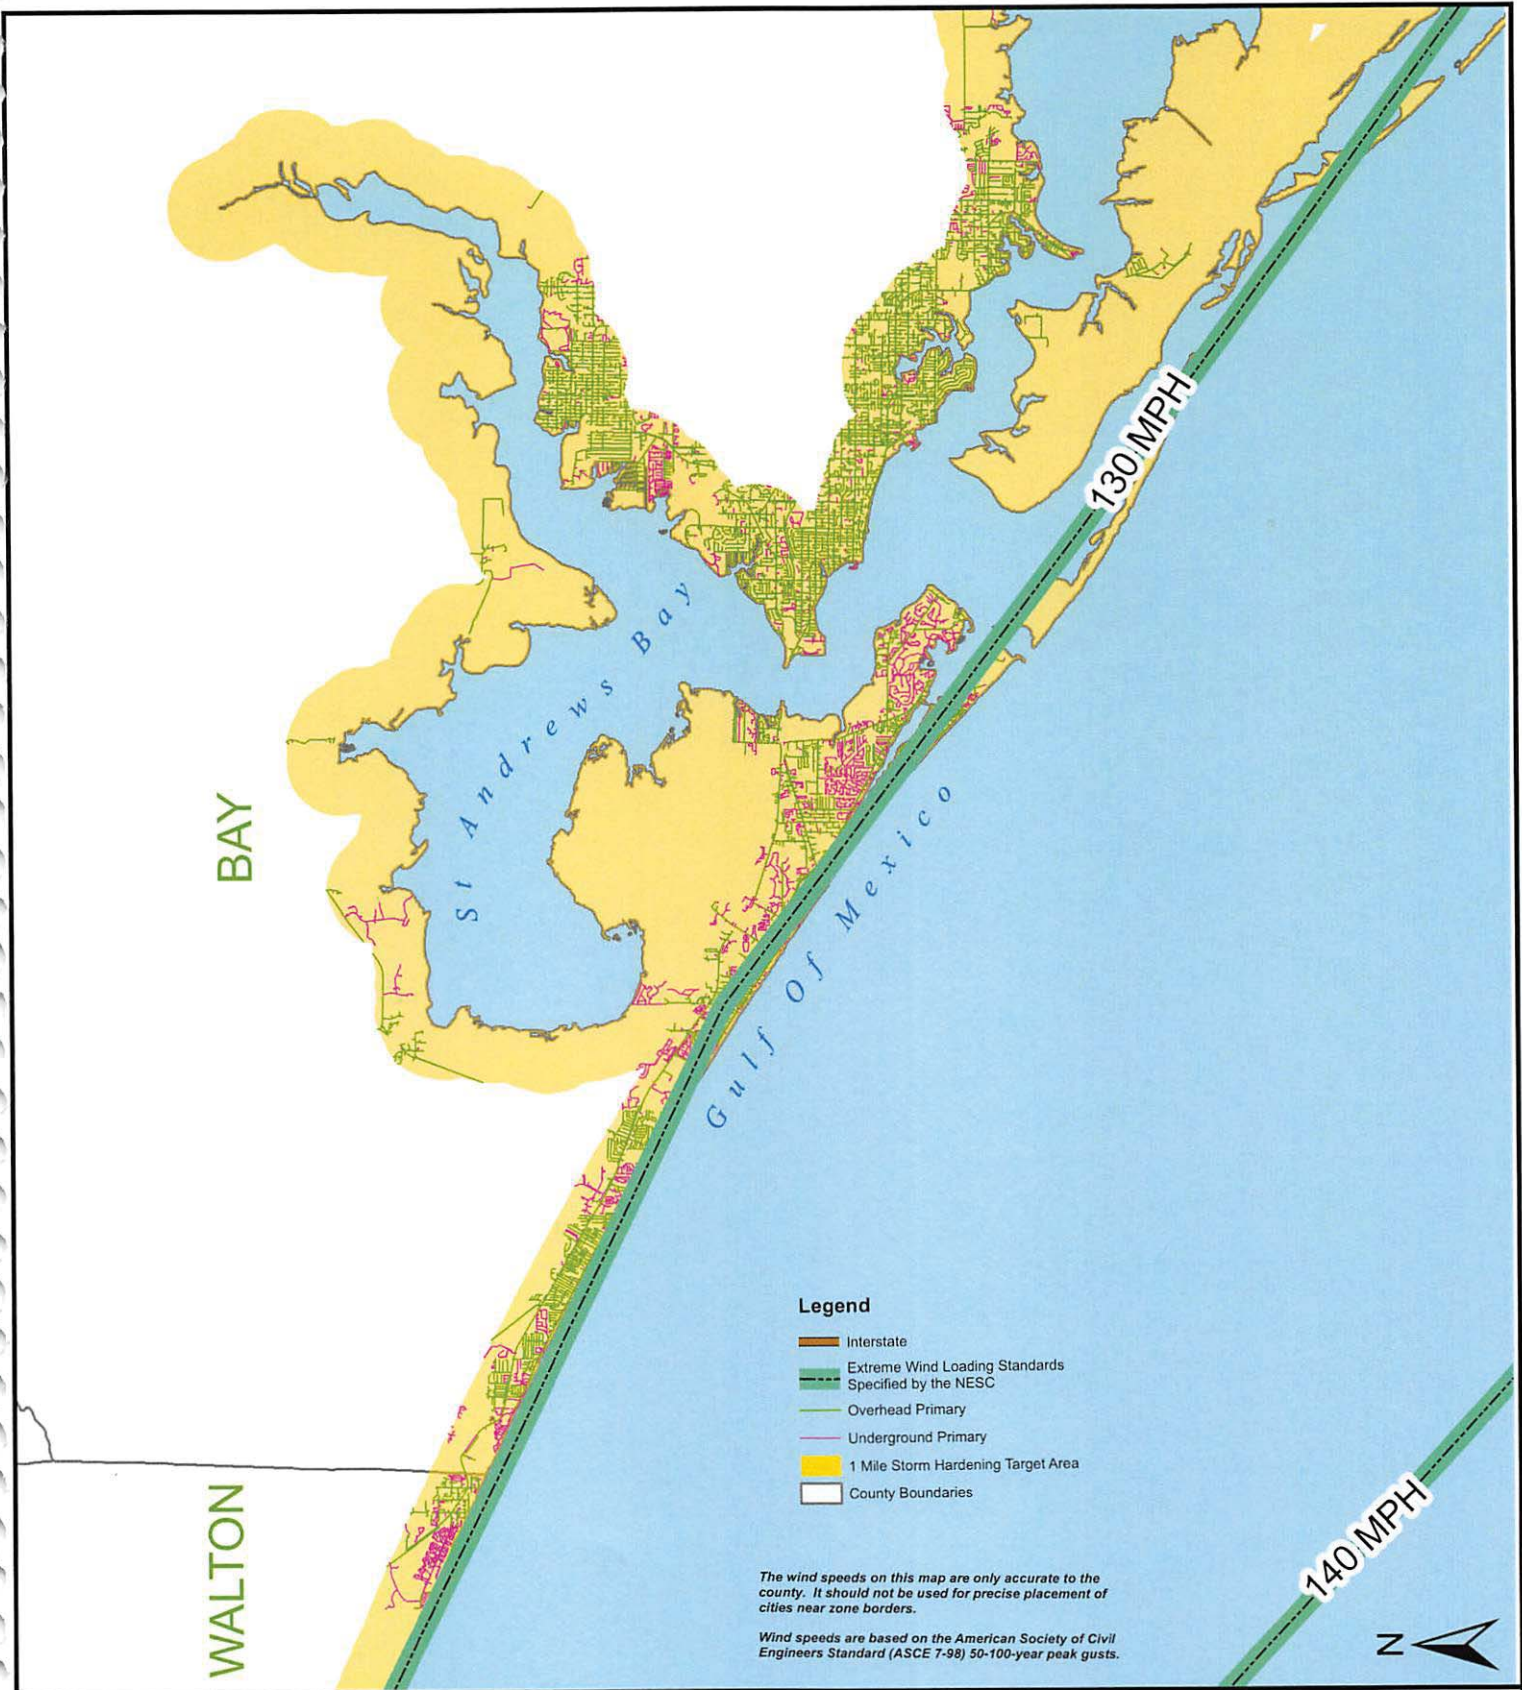 BAY
WALTON
St Andrews Bay
Gulf Of Mexico
130 MPH
140 MPH
Legend
Interstate
Extreme Wind Loading Standards
Specified by the NESC
Overhead Primary
Underground Primary
1 Mile Storm Hardening Target Area
County Boundaries
The wind speeds on this map are only accurate to the
county. It should not be used for precise placement of
cities near zone borders.
Wind speeds are based on the American Society of Civil
Engineers Standard (ASCE 7-98) 50-100-year peak gusts.
N